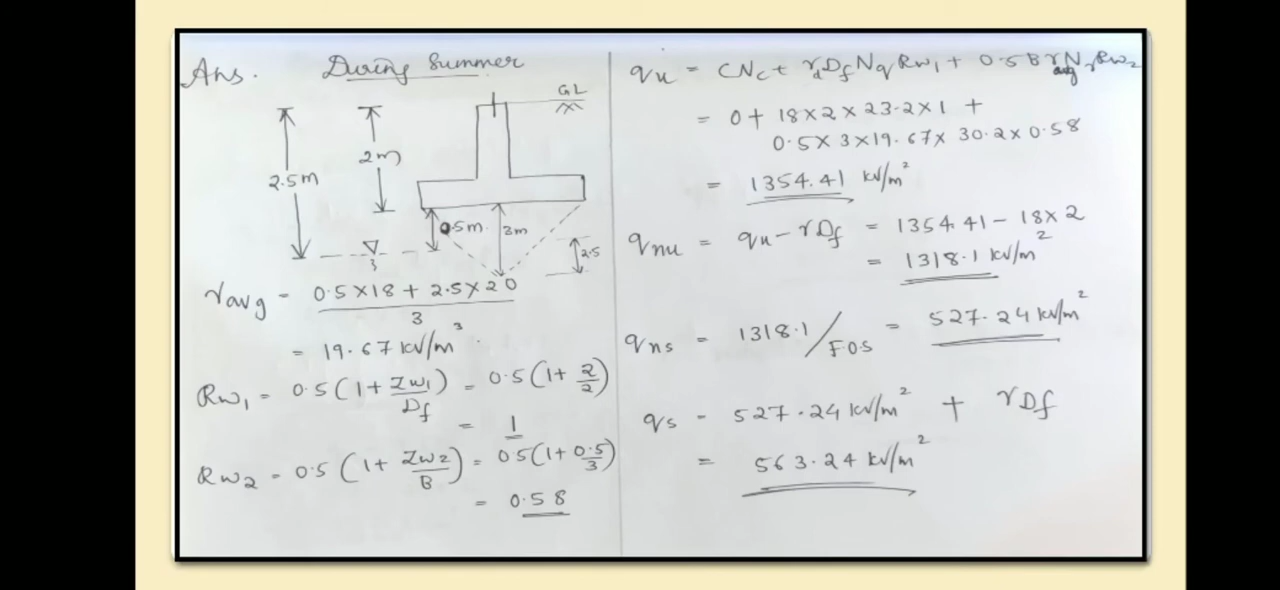 Ans. During Summer
GL
2.5m
2m
0.5m
3m
2.5
γavg = 0.5×18 + 2.5×20 / 3
= 19.67 kN/m³.
Rw₁ = 0.5(1+ Zw₁/Df) = 0.5(1+ 2/2)
= 1
Rw₂ = 0.5 (1+ Zw₂/B) = 0.5(1+ 0.5/3)
= 0.58
qu = CNc + γdDfNqRw₁ + 0.5BγavgNγRw₂
= 0 + 18×2×23.2×1 +
0.5×3×19.67×30.2×0.58
= 1354.41 kN/m²
qnu = qu - γDf = 1354.41 - 18×2
= 1318.1 kN/m²
qns = 1318.1/F.O.S = 527.24 kN/m²
qs = 527.24 kN/m² + γDf
= 563.24 kN/m²